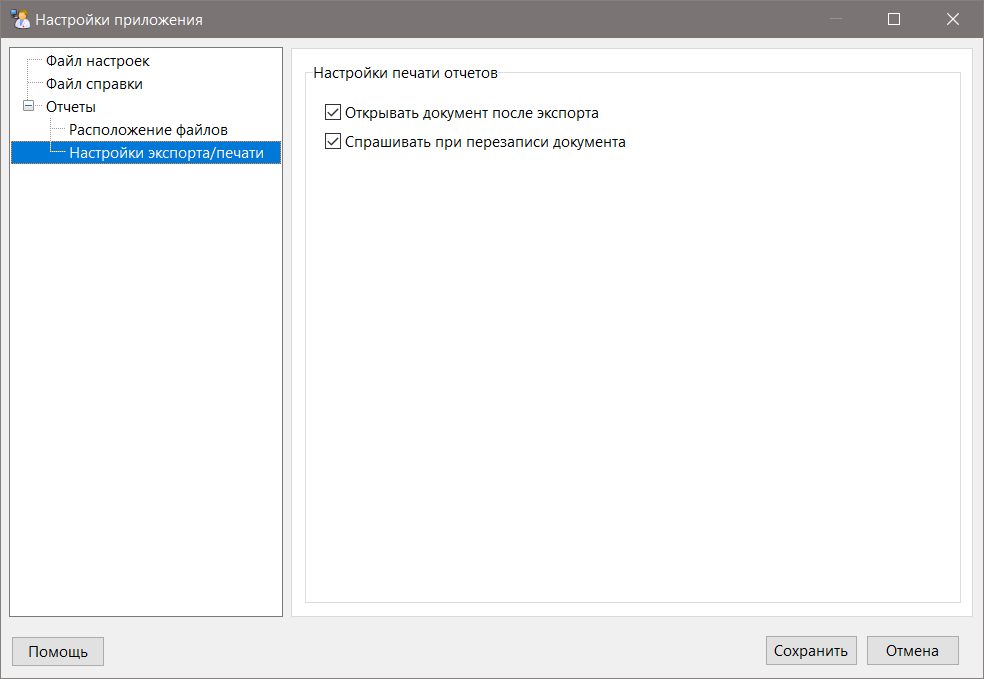 Настройки приложения
Файл настроек
Файл справки
Отчеты
Расположение файлов
Настройки экспорта/печати
Настройки печати отчетов
Открывать документ после экспорта
Спрашивать при перезаписи документа
Помощь
Сохранить
Отмена